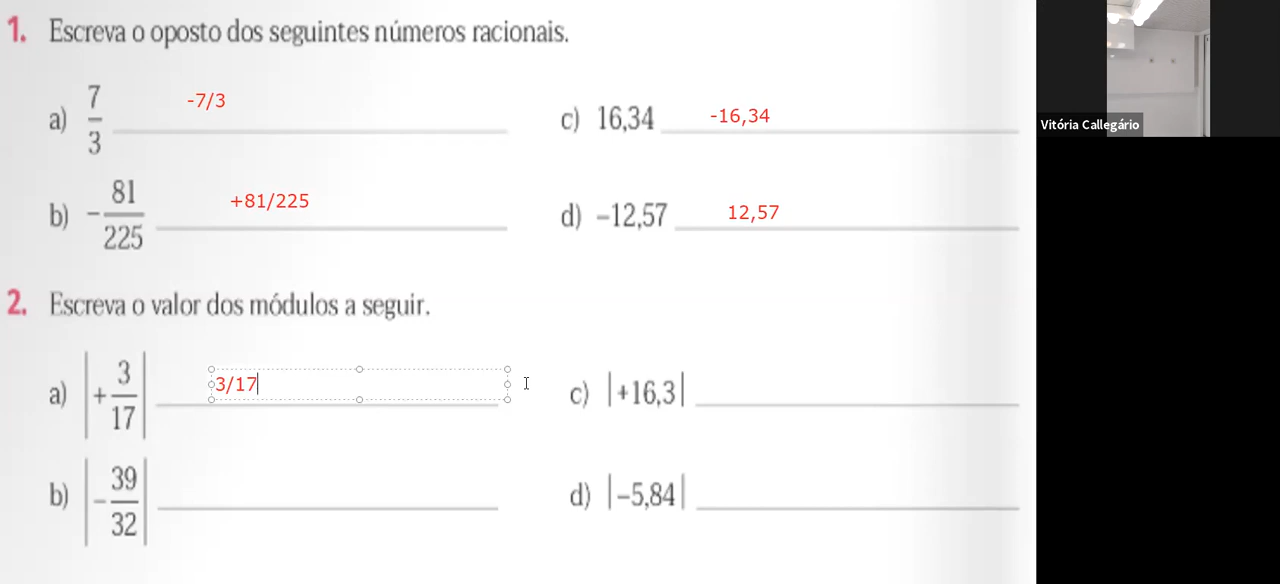 1. Escreva o oposto dos seguintes números racionais.
a) 7/3 -7/3
c) 16,34 -16,34
b) -81/225 +81/225
d) -12,57 12,57
2. Escreva o valor dos módulos a seguir.
a) |+3/17| 3/17
c) |+16,3|
b) |-39/32|
d) |-5,84|
Vitória Callegário